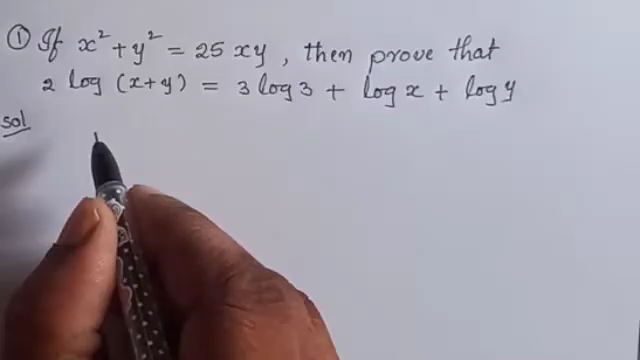 ① If x² + y² = 25 xy, then prove that
2 log (x+y) = 3 log 3 + log x + log y
Sol